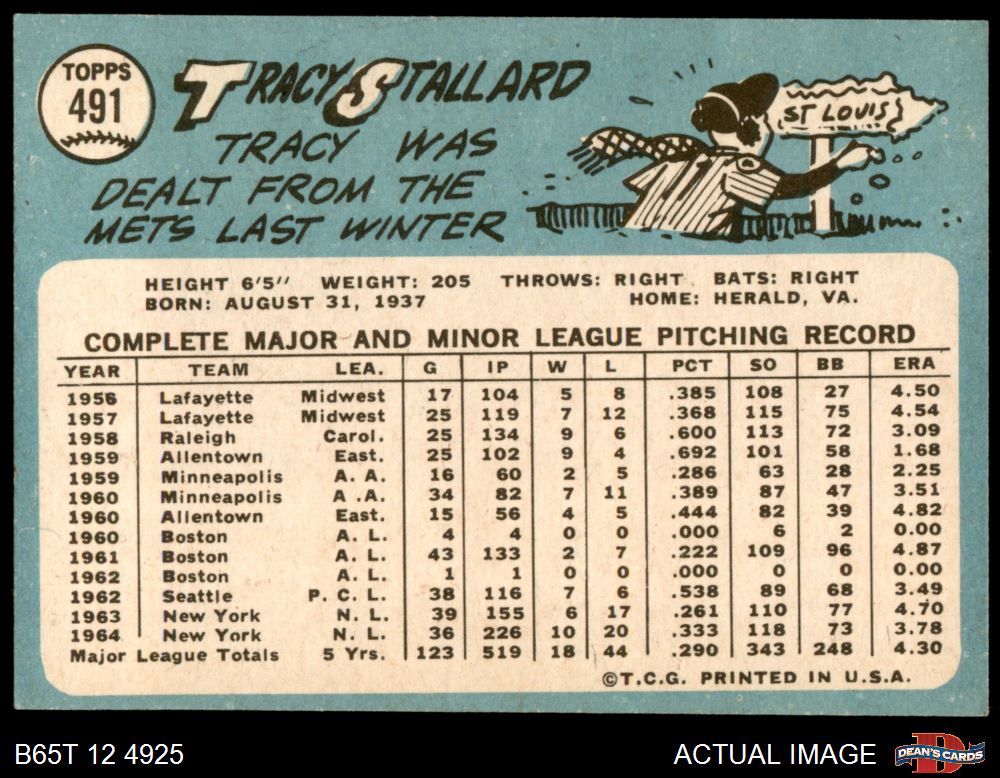 TOPPS
491
TRACY STALLARD
TRACY WAS
DEALT FROM THE
METS LAST WINTER
ST LOUIS
HEIGHT 6'5" WEIGHT: 205 THROWS: RIGHT BATS: RIGHT
BORN: AUGUST 31, 1937 HOME: HERALD, VA.
COMPLETE MAJOR AND MINOR LEAGUE PITCHING RECORD
YEAR TEAM LEA. G IP W L PCT SO BB ERA
1956 Lafayette Midwest 17 104 5 8 .385 108 27 4.50
1957 Lafayette Midwest 25 119 7 12 .368 115 75 4.54
1958 Raleigh Carol. 25 134 9 6 .600 113 72 3.09
1959 Allentown East. 25 102 9 4 .692 101 58 1.68
1959 Minneapolis A. A. 16 60 2 5 .286 63 28 2.25
1960 Minneapolis A .A. 34 82 7 11 .389 87 47 3.51
1960 Allentown East. 15 56 4 5 .444 82 39 4.82
1960 Boston A. L. 4 4 0 0 .000 6 2 0.00
1961 Boston A. L. 43 133 2 7 .222 109 96 4.87
1962 Boston A. L. 1 1 0 0 .000 0 0 0.00
1962 Seattle P. C. L. 38 116 7 6 .538 89 68 3.49
1963 New York N. L. 39 155 6 17 .261 110 77 4.70
1964 New York N. L. 36 226 10 20 .333 118 73 3.78
Major League Totals 5 Yrs. 123 519 18 44 .290 343 248 4.30
©T.C.G. PRINTED IN U.S.A.
B65T 12 4925 ACTUAL IMAGE
DEAN'S CARDS